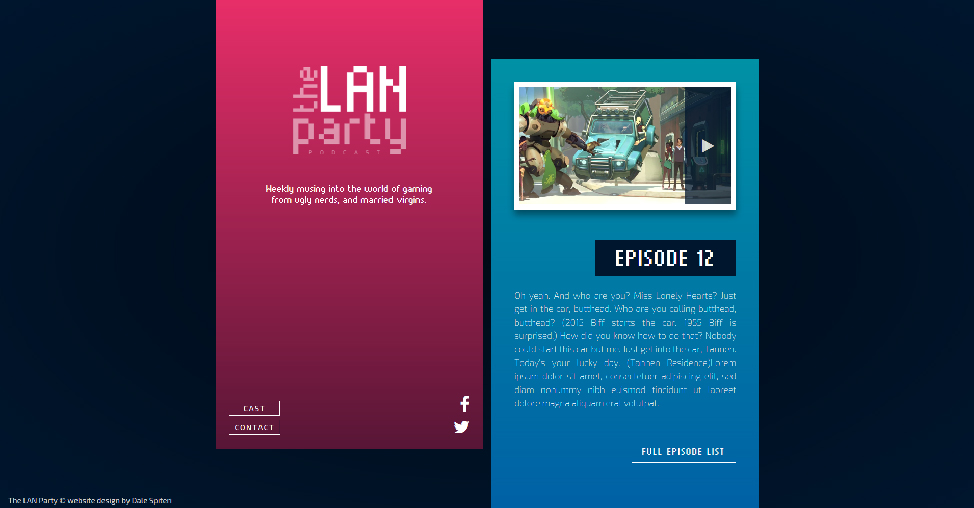 the LAN
party
PODCAST
Weekly musing into the world of gaming
from ugly nerds, and married virgins.
CAST
CONTACT
EPISODE 12
Oh yeah. And who are you? Miss Lonely Hearts? Just
get in the car, butthead. Who are you calling butthead,
butthead? (2015 Biff starts the car. 1955 Biff is
surprised.) How did you know how to do that? Nobody
could start this car but me. Just get into the car, Tannen.
Today's your lucky day. (Tannen Residence)Lorem
ipsum dolor sit amet, consectetuer adipiscing elit, sed
diam nonummy nibh euismod tincidunt ut laoreet
dolore magna aliquam erat volutpat.
FULL EPISODE LIST
The LAN Party © website design by Dale Spiteri